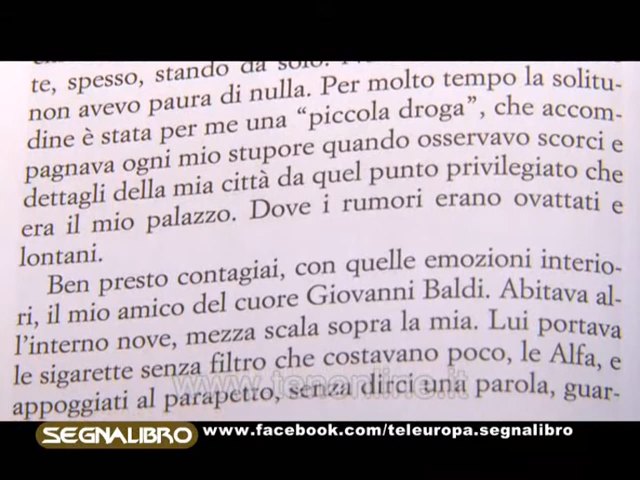 te, spesso, stando da solo.
non avevo paura di nulla. Per molto tempo la solitu-
dine è stata per me una “piccola droga”, che accom-
pagnava ogni mio stupore quando osservavo scorci e
dettagli della mia città da quel punto privilegiato che
era il mio palazzo. Dove i rumori erano ovattati e
lontani.
Ben presto contagiai, con quelle emozioni interio-
ri, il mio amico del cuore Giovanni Baldi. Abitava al-
l’interno nove, mezza scala sopra la mia. Lui portava
le sigarette senza filtro che costavano poco, le Alfa, e
appoggiati al parapetto, senza dirci una parola, guar-
www.tenonline.it
SEGNALIBRO www.facebook.com/teleuropa.segnalibro